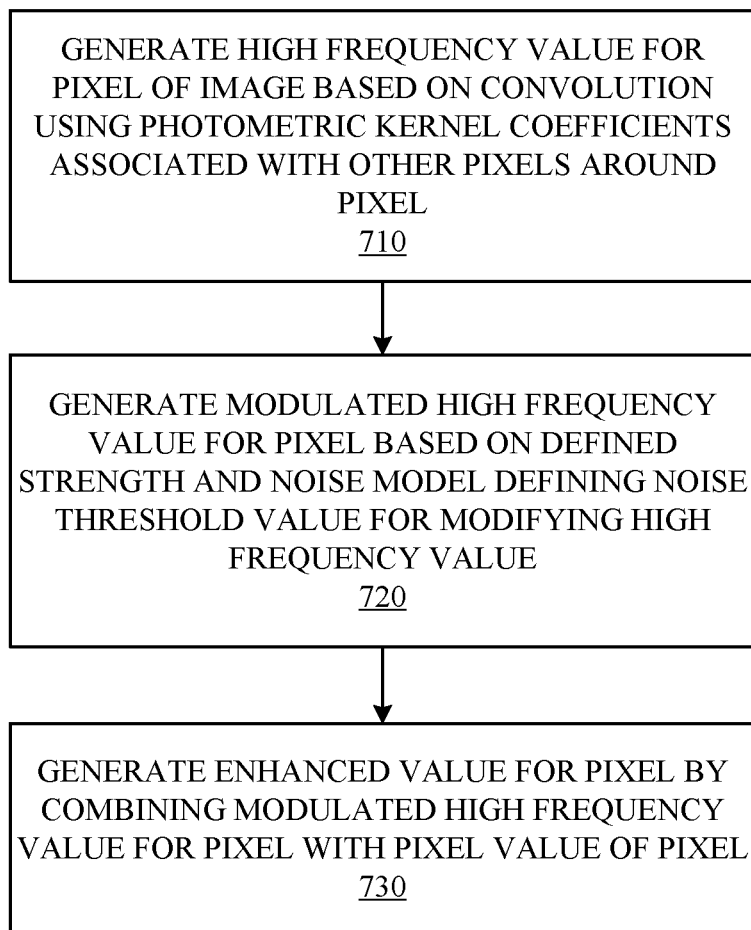 GENERATE HIGH FREQUENCY VALUE FOR
PIXEL OF IMAGE BASED ON CONVOLUTION
USING PHOTOMETRIC KERNEL COEFFICIENTS
ASSOCIATED WITH OTHER PIXELS AROUND
PIXEL
710
GENERATE MODULATED HIGH FREQUENCY
VALUE FOR PIXEL BASED ON DEFINED
STRENGTH AND NOISE MODEL DEFINING NOISE
THRESHOLD VALUE FOR MODIFYING HIGH
FREQUENCY VALUE
720
GENERATE ENHANCED VALUE FOR PIXEL BY
COMBINING MODULATED HIGH FREQUENCY
VALUE FOR PIXEL WITH PIXEL VALUE OF PIXEL
730